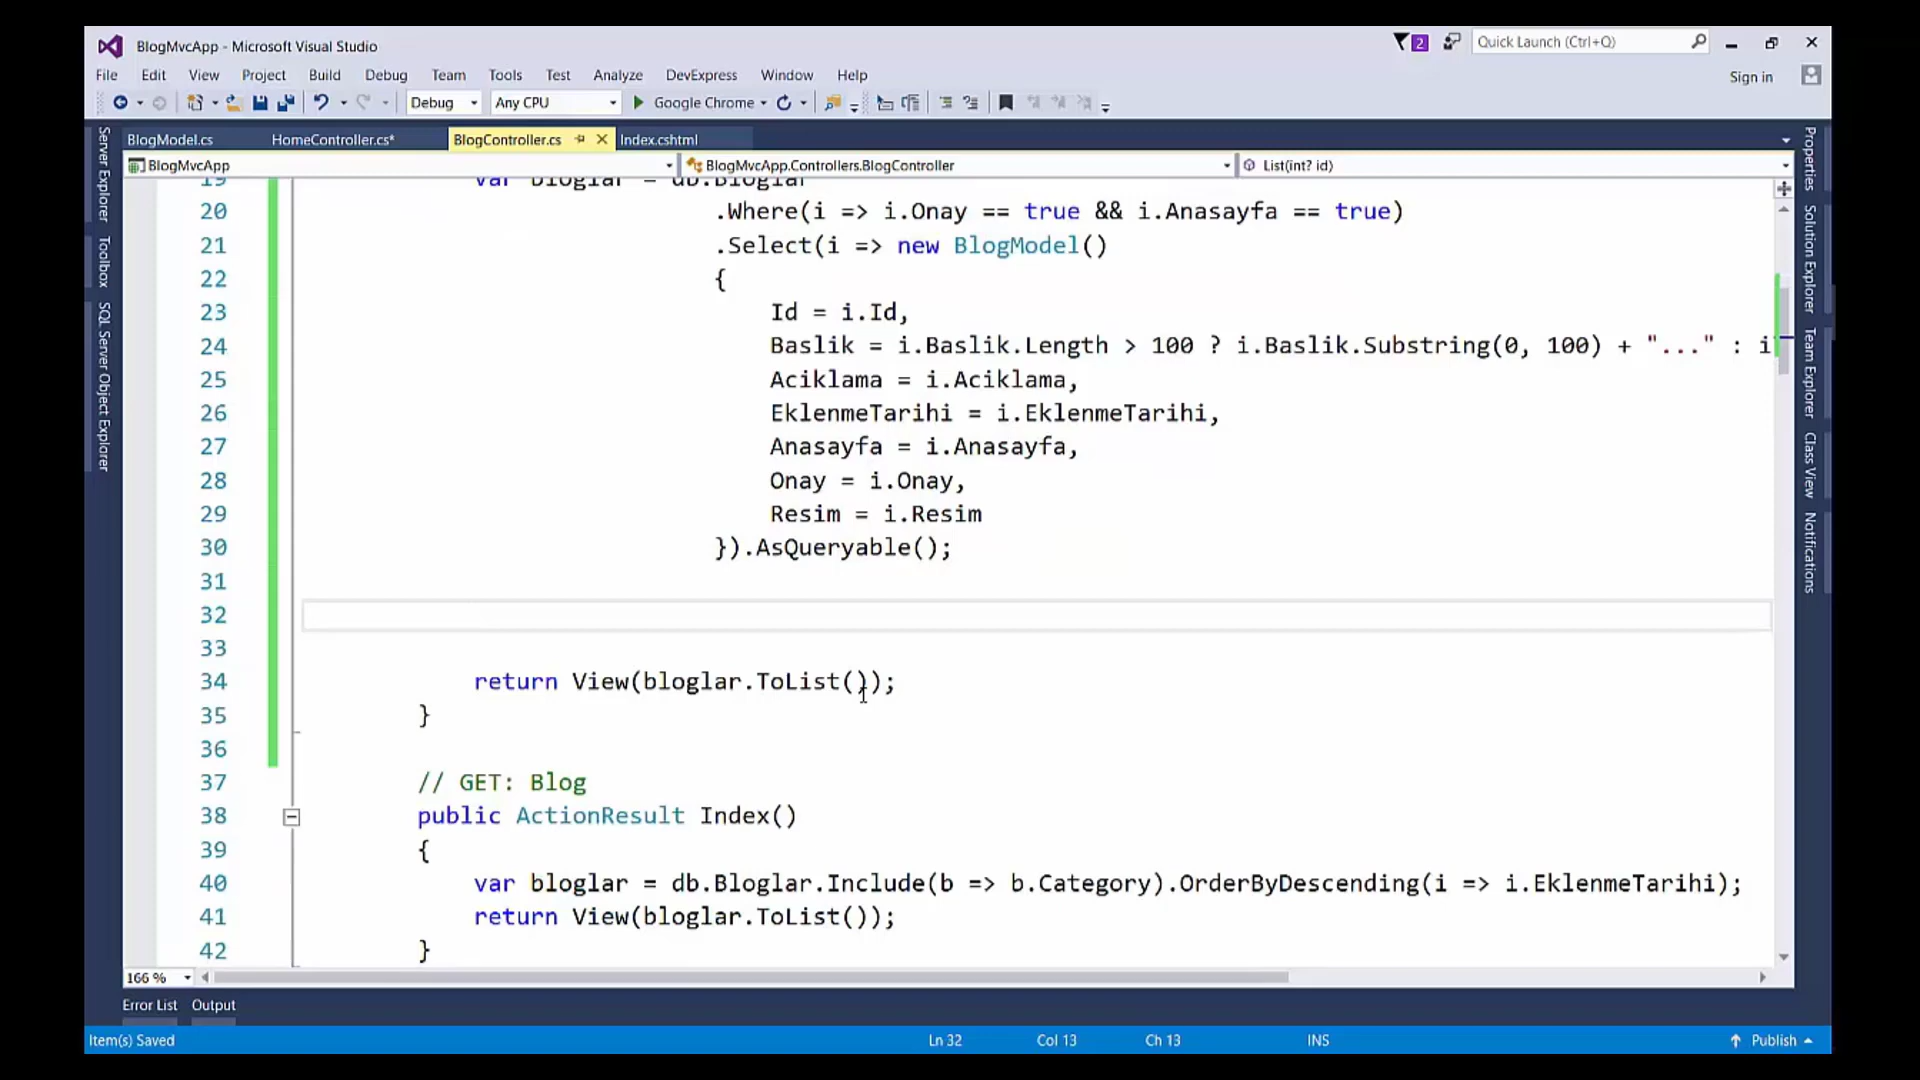 BlogMvcApp - Microsoft Visual Studio
2
Quick Launch (Ctrl+Q)
File Edit View Project Build Debug Team Tools Test Analyze DevExpress Window Help
Sign in
Debug Any CPU Google Chrome
BlogModel.cs HomeController.cs* BlogController.cs Index.cshtml
BlogMvcApp BlogMvcApp.Controllers.BlogController List(int? id)
19 var bloglar = db.Bloglar
20 .Where(i => i.Onay == true && i.Anasayfa == true)
21 .Select(i => new BlogModel()
22 {
23 Id = i.Id,
24 Baslik = i.Baslik.Length > 100 ? i.Baslik.Substring(0, 100) + "..." : i
25 Aciklama = i.Aciklama,
26 EklenmeTarihi = i.EklenmeTarihi,
27 Anasayfa = i.Anasayfa,
28 Onay = i.Onay,
29 Resim = i.Resim
30 }).AsQueryable();
31
32
33
34 return View(bloglar.ToList());
35 }
36
37 // GET: Blog
38 public ActionResult Index()
39 {
40 var bloglar = db.Bloglar.Include(b => b.Category).OrderByDescending(i => i.EklenmeTarihi);
41 return View(bloglar.ToList());
42 }
166 %
Server Explorer
Toolbox
SQL Server Object Explorer
Properties
Solution Explorer
Team Explorer
Class View
Notifications
Error List Output
Item(s) Saved Ln 32 Col 13 Ch 13 INS Publish